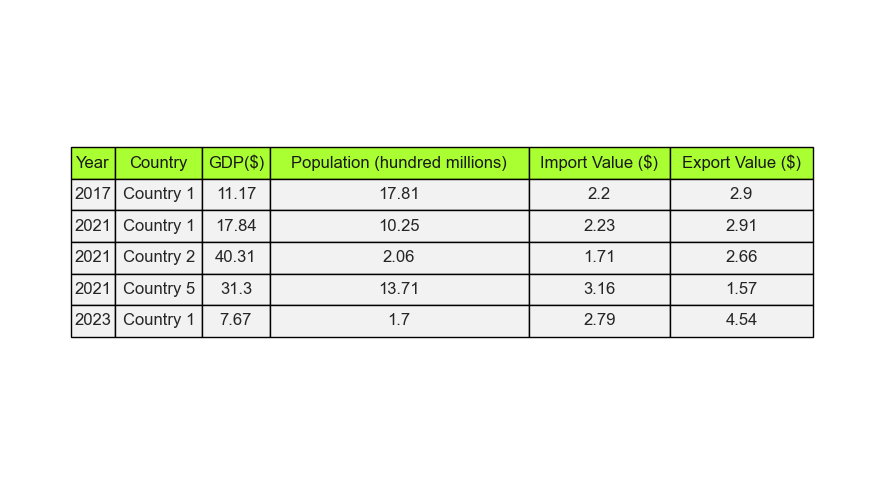 Year Country GDP($) Population (hundred millions) Import Value ($) Export Value ($)
2017 Country 1 11.17 17.81 2.2 2.9
2021 Country 1 17.84 10.25 2.23 2.91
2021 Country 2 40.31 2.06 1.71 2.66
2021 Country 5 31.3 13.71 3.16 1.57
2023 Country 1 7.67 1.7 2.79 4.54